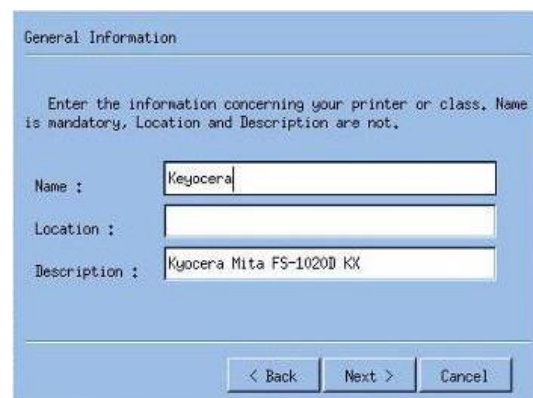 General Information
Enter the information concerning your printer or class. Name
is mandatory, Location and Description are not.
Name : Keyocera
Location :
Description : Kyocera Mita FS-1020D KX
< Back Next > Cancel